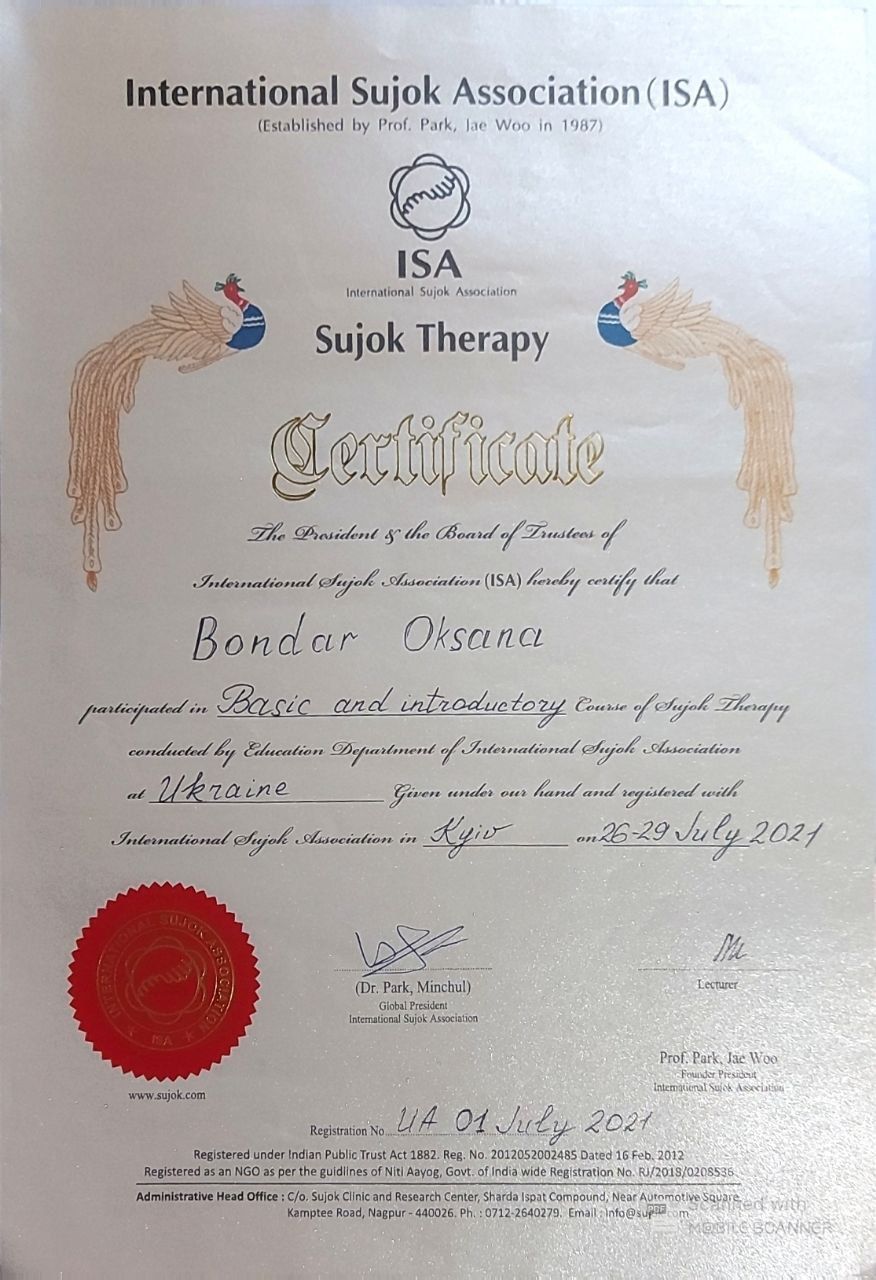 International Sujok Association (ISA)
(Established by Prof. Park, Jae Woo in 1987)
ISA
International Sujok Association
Sujok Therapy
Certificate
The President & the Board of Trustees of
International Sujok Association (ISA) hereby certify that
Bondar Oksana
participated in Basic and introductory Course of Sujok Therapy
conducted by Education Department of International Sujok Association
at Ukraine Given under our hand and registered with
International Sujok Association in Kyiv on 26-29 July 2021
INTERNATIONAL SUJOK ASSOCIATION
ISA
www.sujok.com
(Dr. Park, Minchul)
Global President
International Sujok Association
Lecturer
Prof. Park, Jae Woo
Founder President
International Sujok Association
Registration No. UA 01 July 2021
Registered under Indian Public Trust Act 1882. Reg. No. 2012052002485 Dated 16 Feb. 2012
Registered as an NGO as per the guidlines of Niti Aayog, Govt. of India wide Registration No. RJ/2018/0208536
Administrative Head Office : C/o. Sujok Clinic and Research Center, Sharda Ispat Compound, Near Automotive Square,
Kamptee Road, Nagpur - 440026. Ph. : 0712-2640279. Email :
Scanned with
MOBILE SCANNER